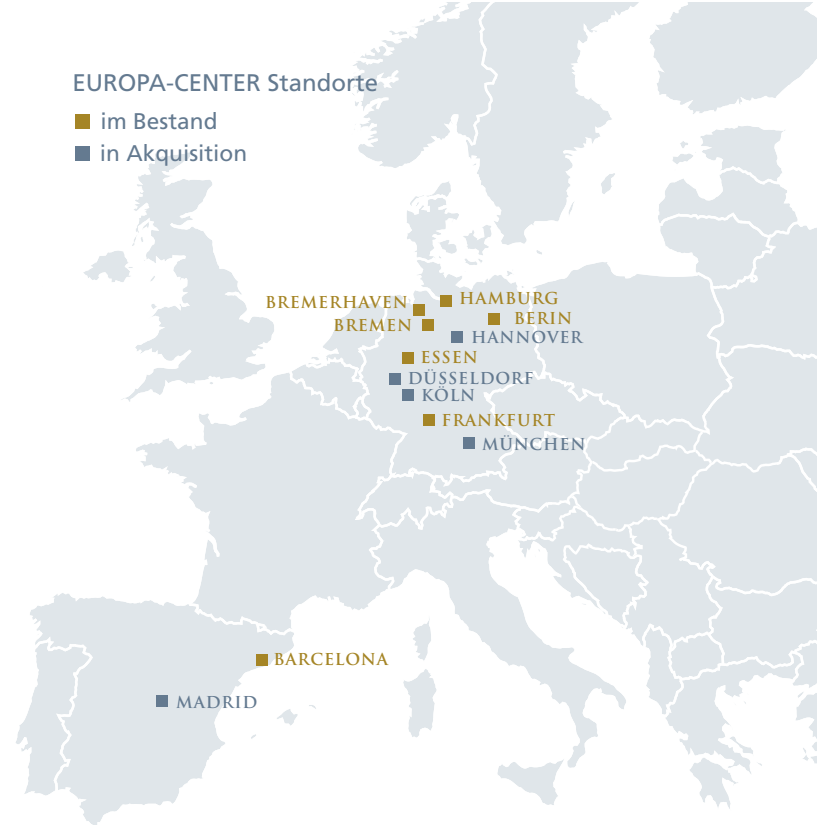 EUROPA-CENTER Standorte
im Bestand
in Akquisition
HAMBURG
BREMERHAVEN
BERIN
BREMEN
HANNOVER
ESSEN
DÜSSELDORF
KÖLN
FRANKFURT
MÜNCHEN
BARCELONA
MADRID